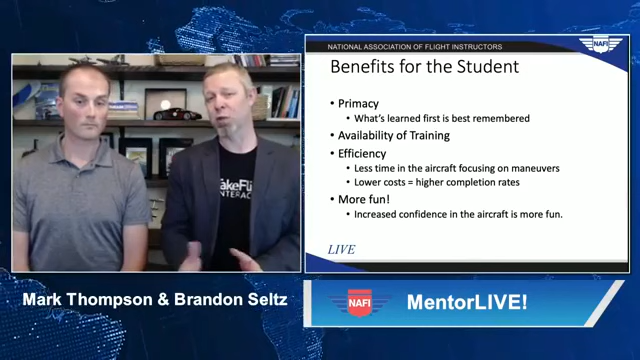 NATIONAL ASSOCIATION OF FLIGHT INSTRUCTORS
NAFI
Benefits for the Student
• Primacy
• What's learned first is best remembered
• Availability of Training
• Efficiency
• Less time in the aircraft focusing on maneuvers
• Lower costs = higher completion rates
• More fun!
• Increased confidence in the aircraft is more fun.
LIVE
Mark Thompson & Brandon Seltz
NAFI
MentorLIVE!